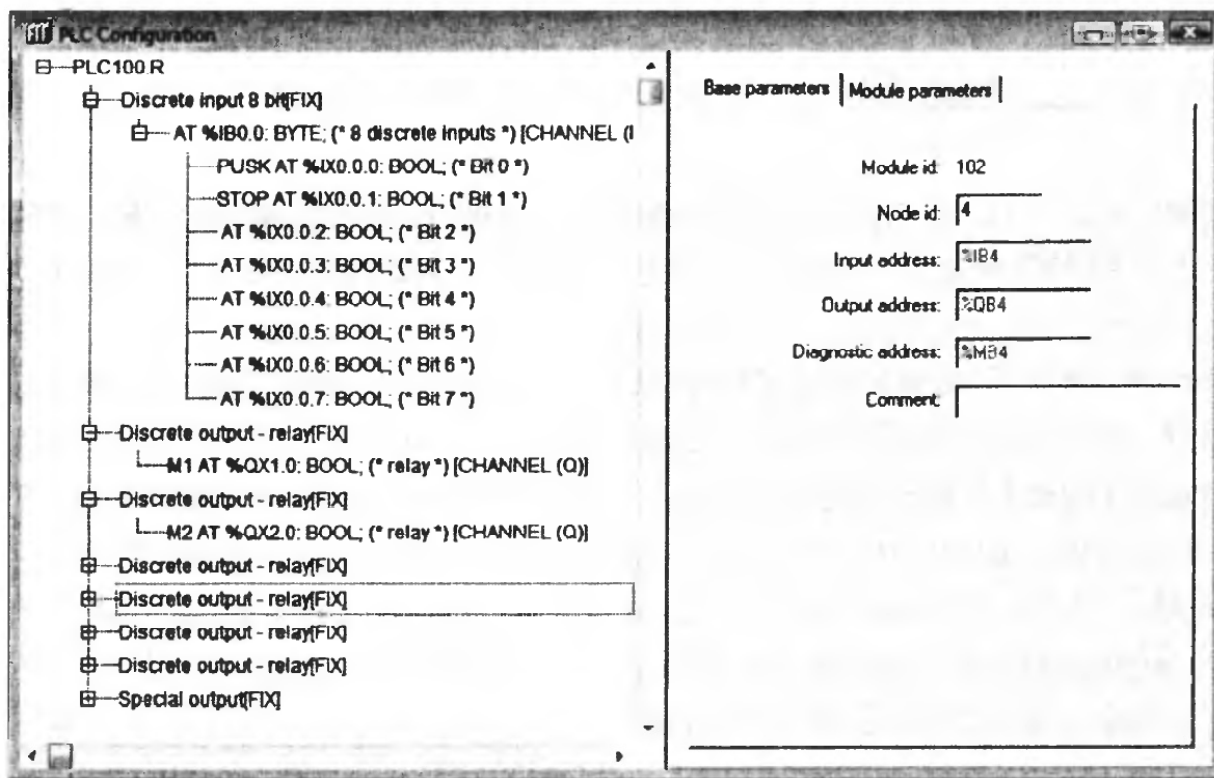 PLC Configuration
PLC100.R
Discrete input 8 bit[FIX]
AT %IB0.0: BYTE; (* 8 discrete inputs *) [CHANNEL (I
PUSK AT %IX0.0.0: BOOL; (* Bit 0 *)
STOP AT %IX0.0.1: BOOL; (* Bit 1 *)
AT %IX0.0.2: BOOL; (* Bit 2 *)
AT %IX0.0.3: BOOL; (* Bit 3 *)
AT %IX0.0.4: BOOL; (* Bit 4 *)
AT %IX0.0.5: BOOL; (* Bit 5 *)
AT %IX0.0.6: BOOL; (* Bit 6 *)
AT %IX0.0.7: BOOL; (* Bit 7 *)
Discrete output - relay[FIX]
M1 AT %QX1.0: BOOL; (* relay *) [CHANNEL (Q)]
Discrete output - relay[FIX]
M2 AT %QX2.0: BOOL; (* relay *) [CHANNEL (Q)]
Discrete output - relay[FIX]
Discrete output - relay[FIX]
Discrete output - relay[FIX]
Discrete output - relay[FIX]
Special output[FIX]
Base parameters Module parameters
Module id: 102
Node id: 4
Input address: %IB4
Output address: %QB4
Diagnostic address: %MB4
Comment: